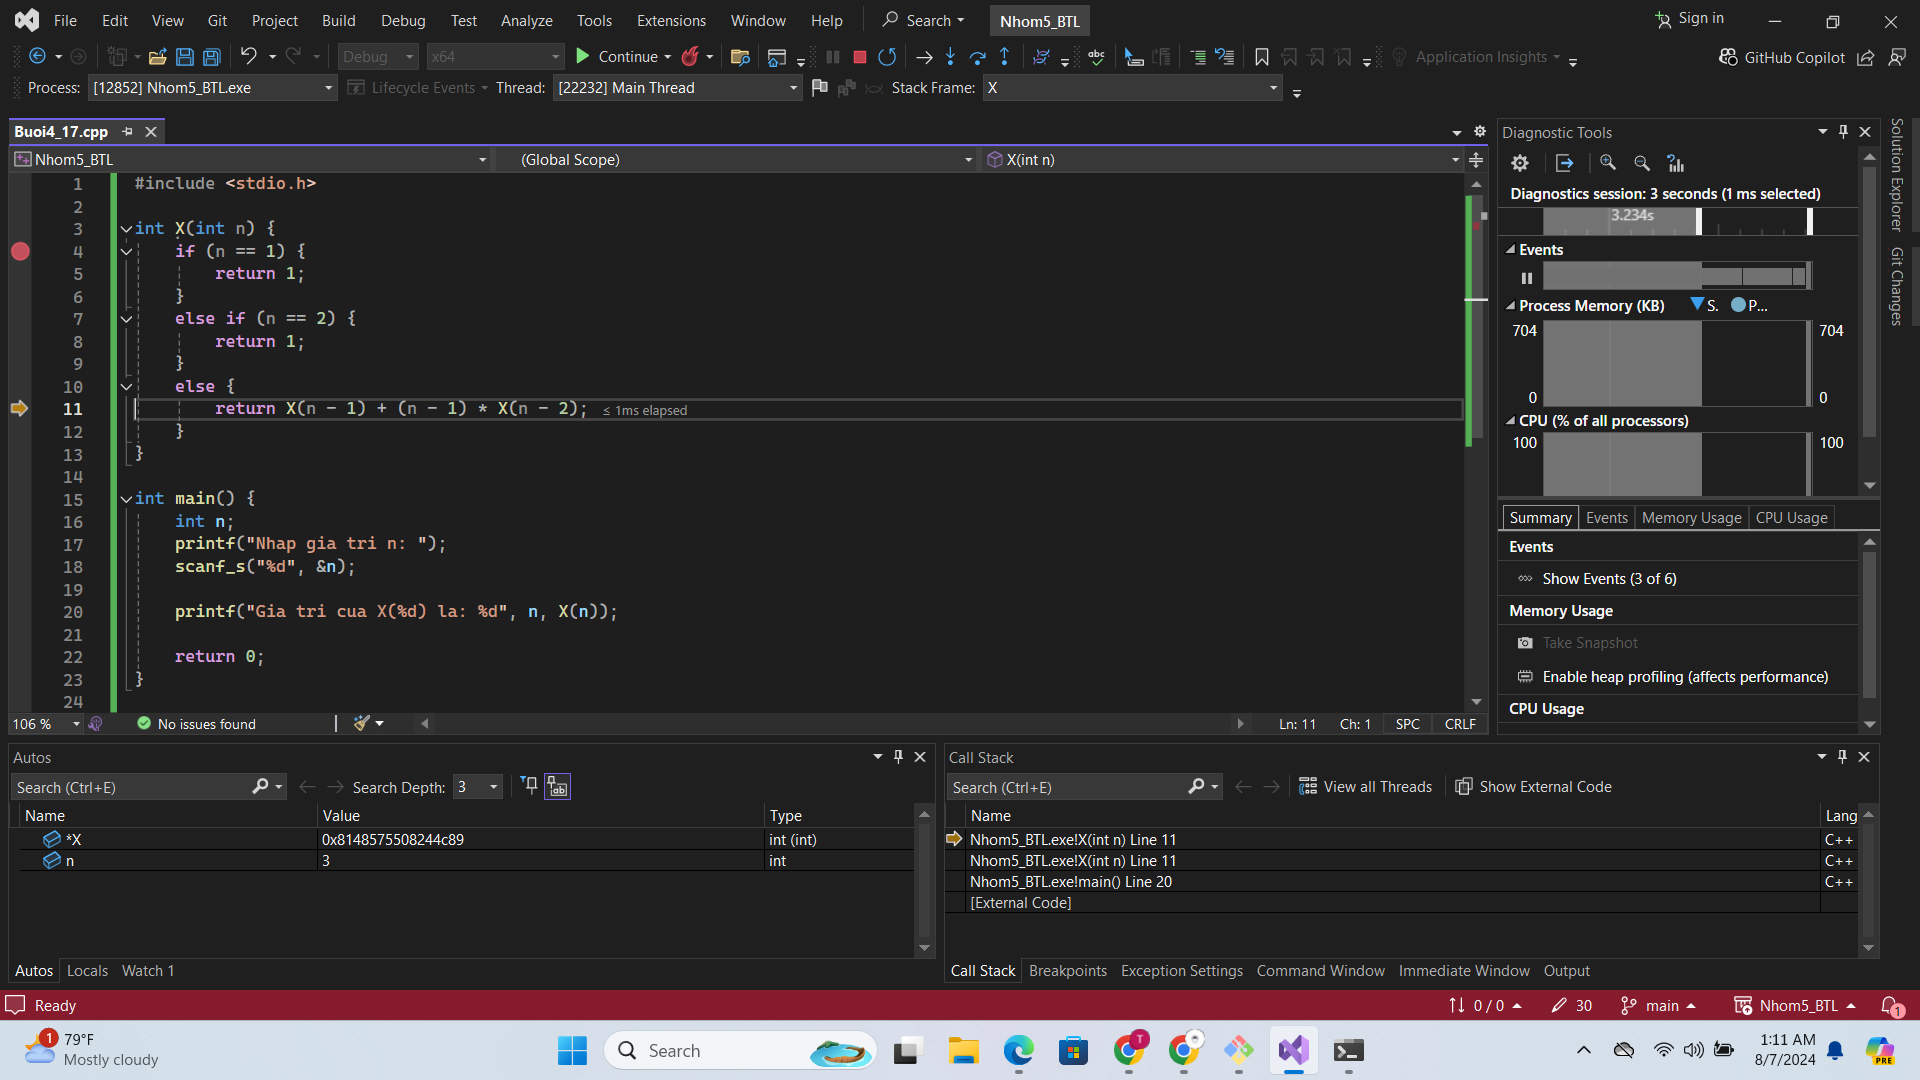 File Edit View Git Project Build Debug Test Analyze Tools Extensions Window Help Search Nhom5_BTL Sign in
Debug x64 Continue abc Application Insights GitHub Copilot
Process: [12852] Nhom5_BTL.exe Lifecycle Events Thread: [22232] Main Thread Stack Frame: X
Buoi4_17.cpp
Nhom5_BTL (Global Scope) X(int n)
1 #include <stdio.h>
2
3 int X(int n) {
4 if (n == 1) {
5 return 1;
6 }
7 else if (n == 2) {
8 return 1;
9 }
10 else {
11 return X(n - 1) + (n - 1) * X(n - 2); ≤ 1ms elapsed
12 }
13 }
14
15 int main() {
16 int n;
17 printf("Nhap gia tri n: ");
18 scanf_s("%d", &n);
19
20 printf("Gia tri cua X(%d) la: %d", n, X(n));
21
22 return 0;
23 }
24
106 % No issues found Ln: 11 Ch: 1 SPC CRLF
Diagnostic Tools
Diagnostics session: 3 seconds (1 ms selected)
3.234s
Events
Process Memory (KB) S. P...
704 704
0 0
CPU (% of all processors)
100 100
Summary Events Memory Usage CPU Usage
Events
Show Events (3 of 6)
Memory Usage
Take Snapshot
Enable heap profiling (affects performance)
CPU Usage
Solution Explorer
Git Changes
Autos
Search (Ctrl+E) Search Depth: 3
Name Value Type
*X 0x8148575508244c89 int (int)
n 3 int
Autos Locals Watch 1
Call Stack
Search (Ctrl+E) View all Threads Show External Code
Name Lang
Nhom5_BTL.exe!X(int n) Line 11 C++
Nhom5_BTL.exe!X(int n) Line 11 C++
Nhom5_BTL.exe!main() Line 20 C++
[External Code]
Call Stack Breakpoints Exception Settings Command Window Immediate Window Output
Ready 0 / 0 30 main Nhom5_BTL 1
1 79°F
Mostly cloudy
Search
T
1:11 AM
8/7/2024
PRE